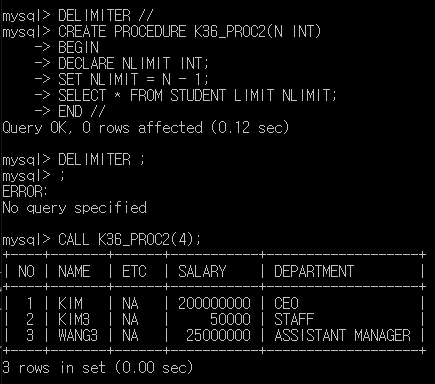 mysql> DELIMITER //
mysql> CREATE PROCEDURE K36_PROC2(N INT)
    -> BEGIN
    -> DECLARE NLIMIT INT;
    -> SET NLIMIT = N - 1;
    -> SELECT * FROM STUDENT LIMIT NLIMIT;
    -> END //
Query OK, 0 rows affected (0.12 sec)
mysql> DELIMITER ;
mysql> ;
ERROR:
No query specified
mysql> CALL K36_PROC2(4);
+----+-------+------+-----------+-------------------+
| NO | NAME  | ETC  | SALARY    | DEPARTMENT        |
+----+-------+------+-----------+-------------------+
|  1 | KIM   | NA   | 200000000 | CEO               |
|  2 | KIM3  | NA   |     50000 | STAFF             |
|  3 | WANG3 | NA   |  25000000 | ASSISTANT MANAGER |
+----+-------+------+-----------+-------------------+
3 rows in set (0.00 sec)